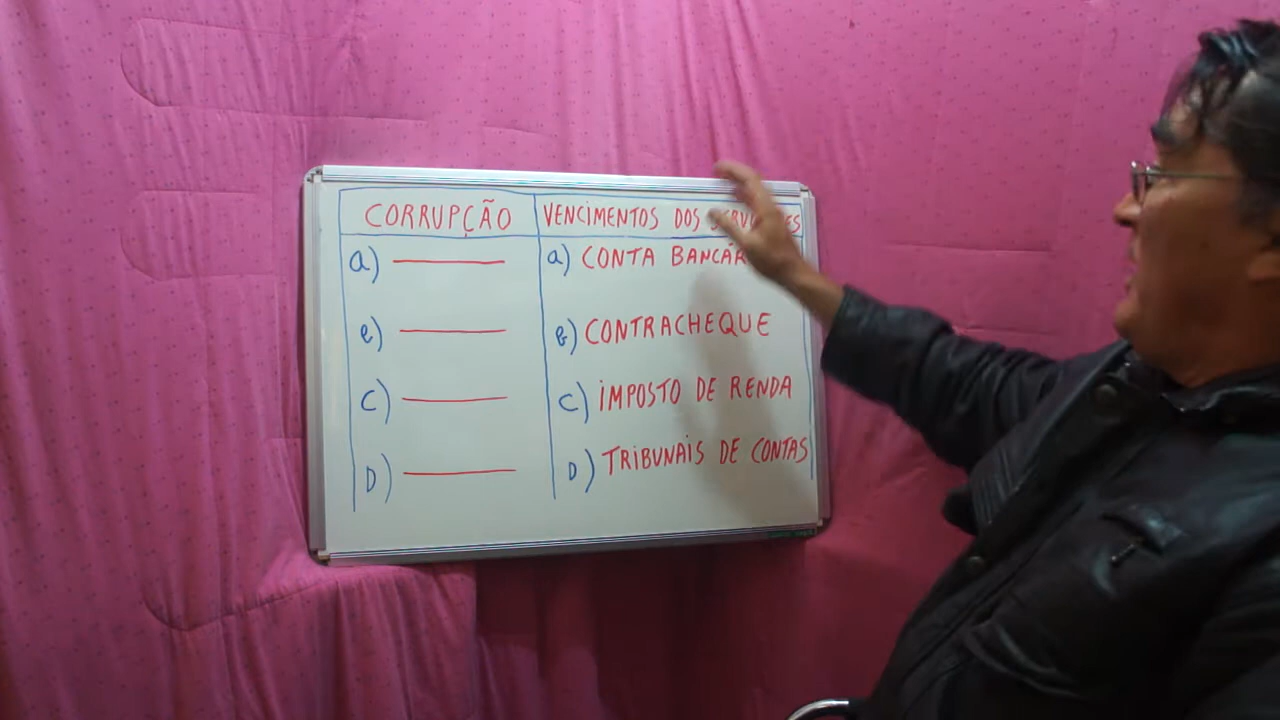 CORRUPÇÃO
a)
b)
C)
D)
VENCIMENTOS DOS
a) CONTA
b) CONTRACHEQUE
C) IMPOSTO DE RENDA
D) TRIBUNAIS DE CONTAS